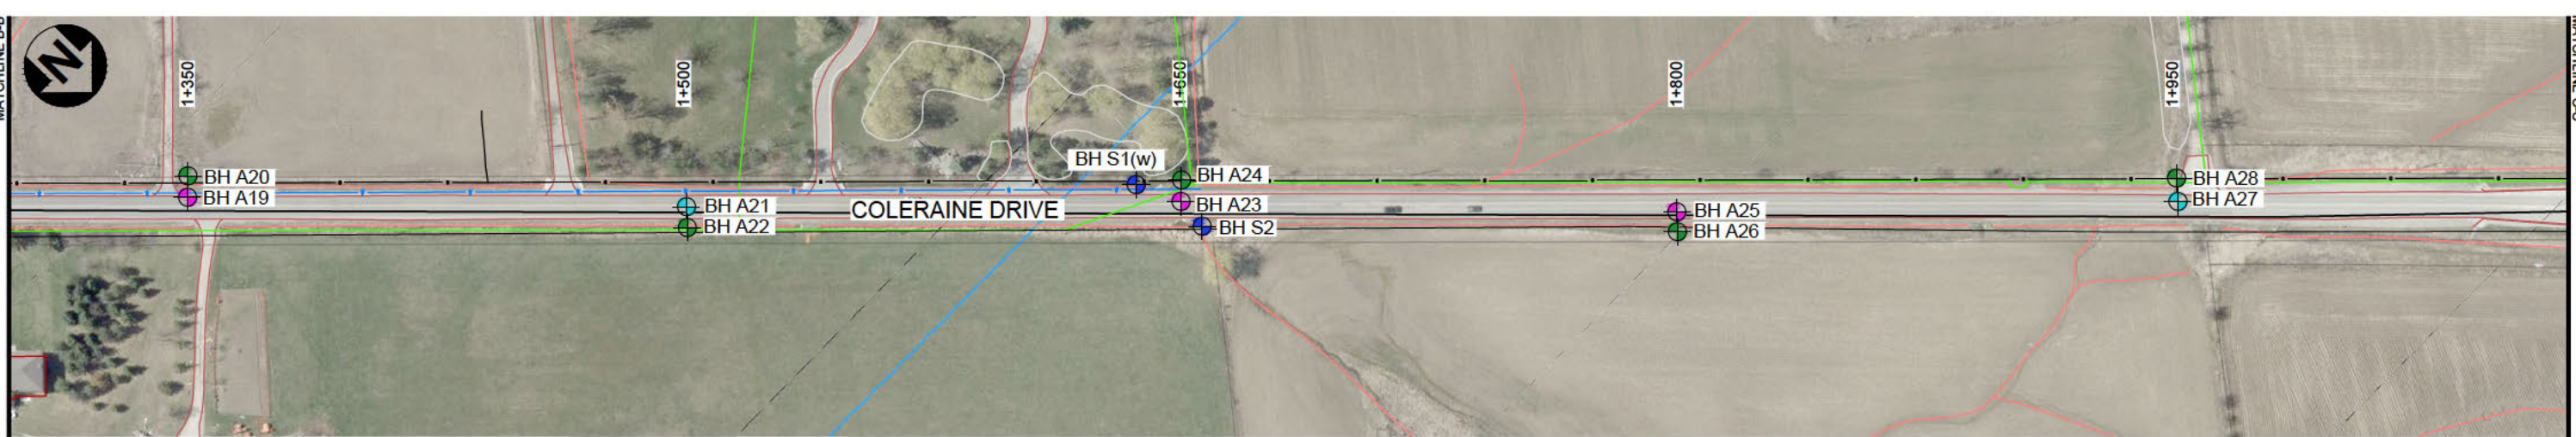 N
1+350
1+500
1+650
1+800
1+950
BH S1(w)
BH A20
BH A19
BH A21
BH A22
COLERAINE DRIVE
BH A24
BH A23
BH S2
BH A25
BH A26
BH A28
BH A27